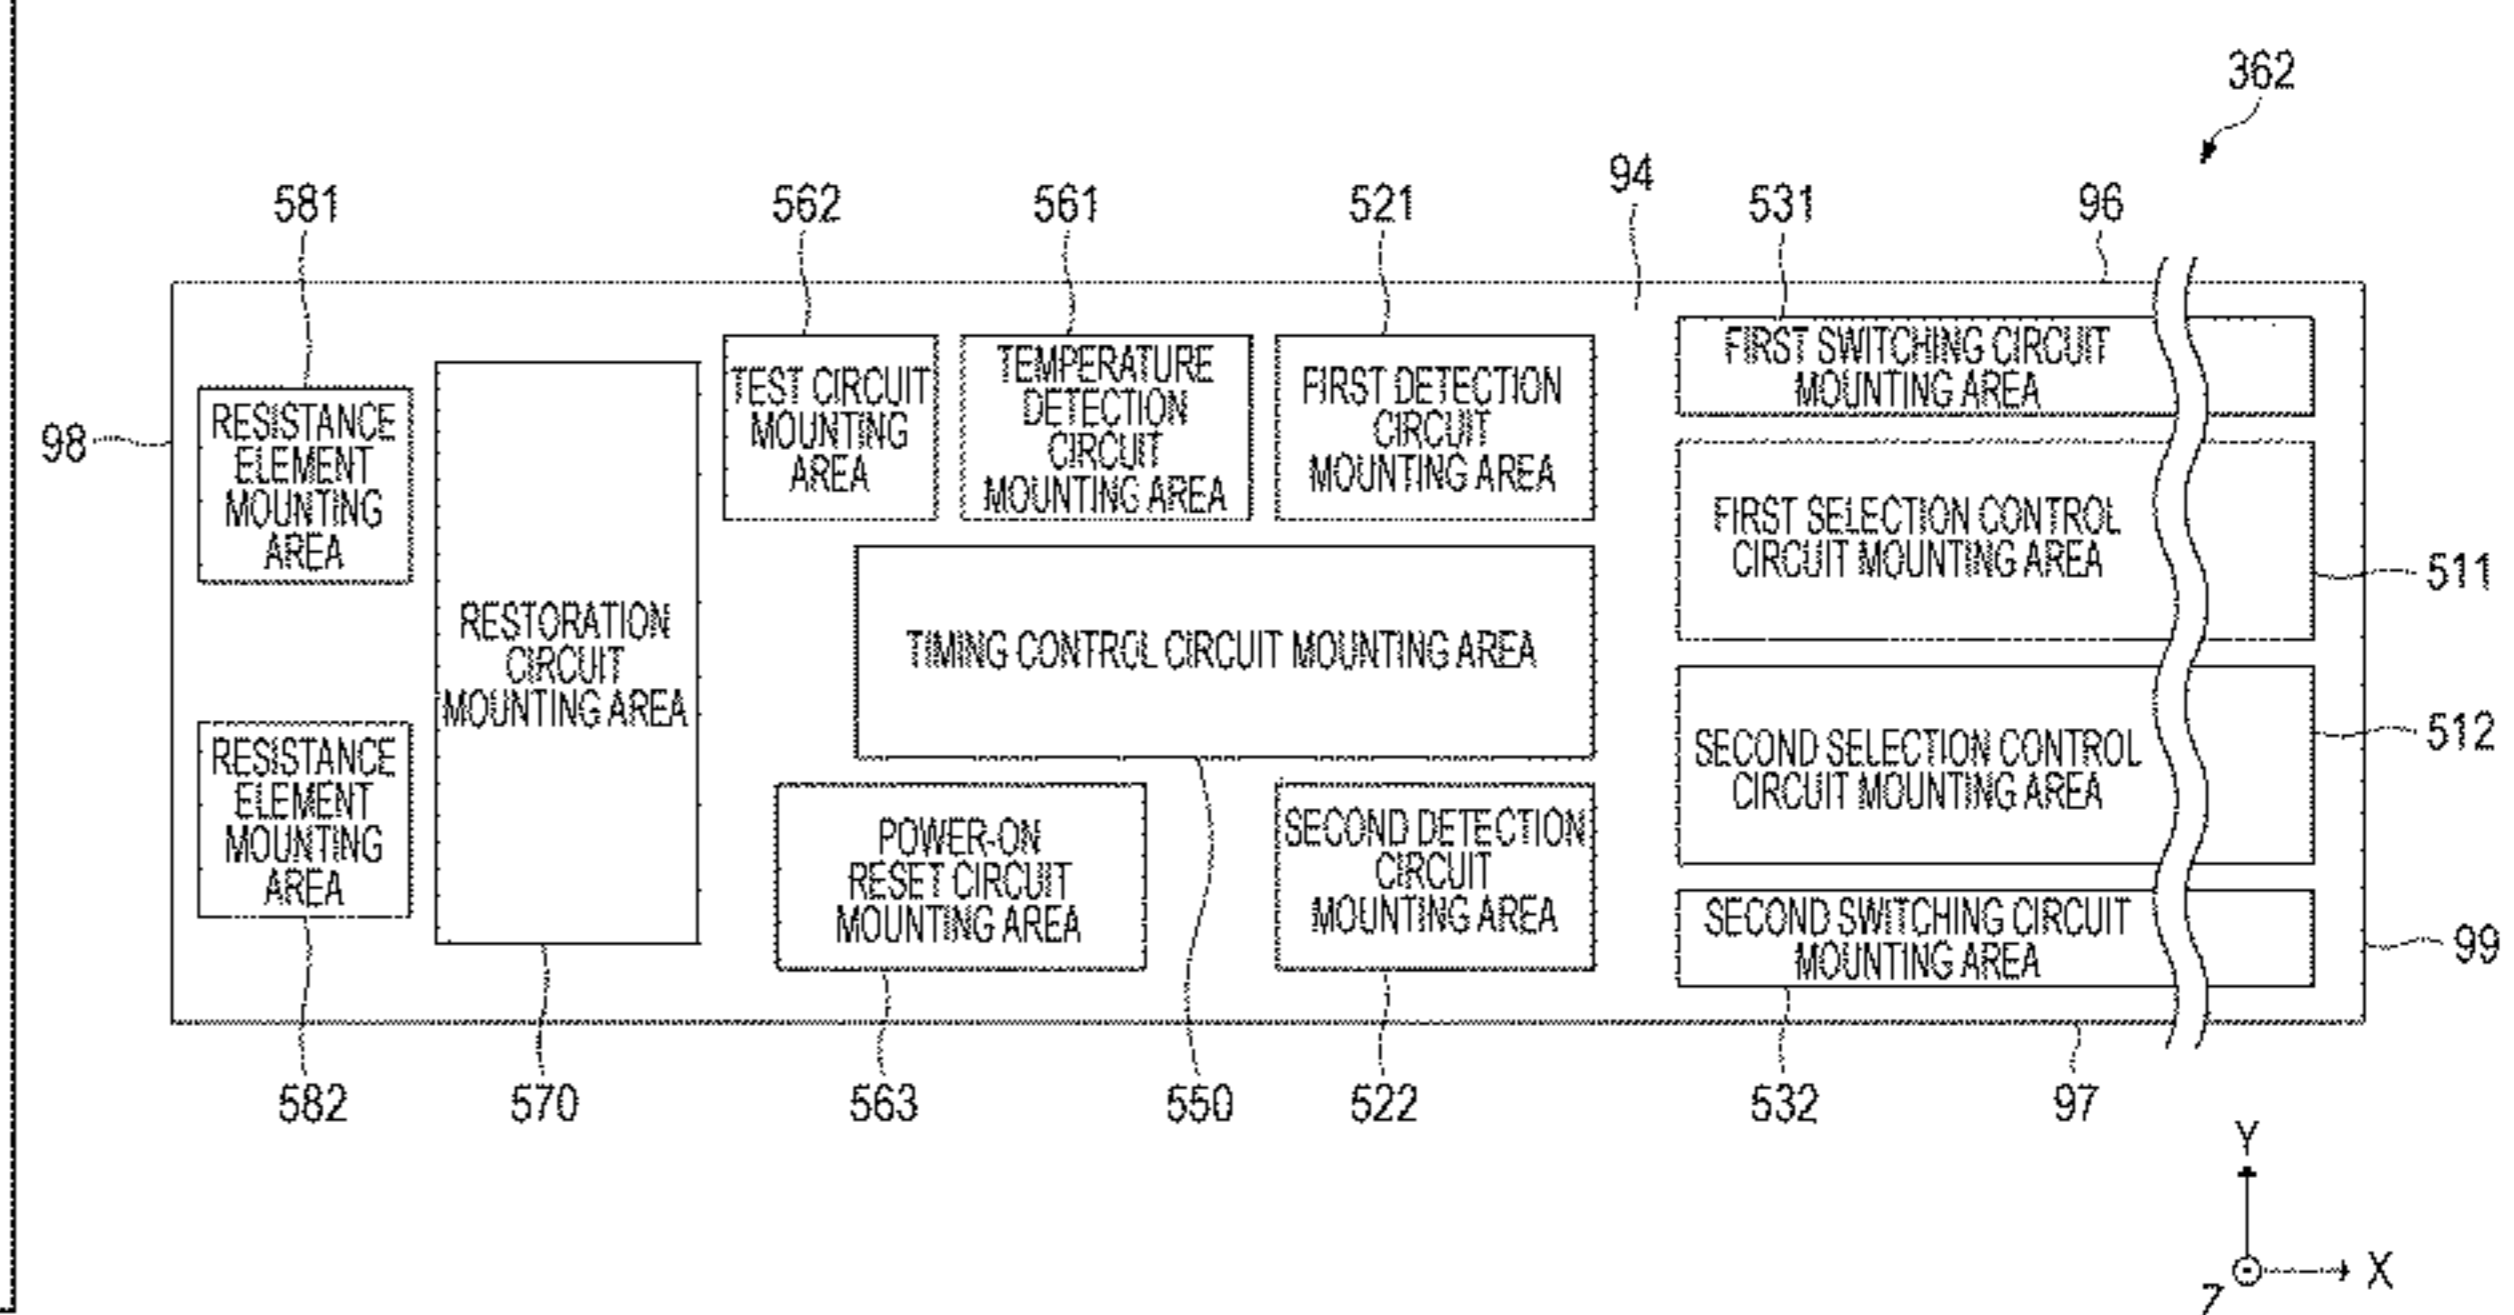 362
94
581
562
561
521
531
96
98
RESISTANCE
ELEMENT
MOUNTING
AREA
RESTORATION
CIRCUIT
MOUNTING AREA
TEST CIRCUIT
MOUNTING
AREA
TEMPERATURE
DETECTION
CIRCUIT
MOUNTING AREA
FIRST DETECTION
CIRCUIT
MOUNTING AREA
FIRST SWITCHING CIRCUIT
MOUNTING AREA
FIRST SELECTION CONTROL
CIRCUIT MOUNTING AREA
511
TIMING CONTROL CIRCUIT MOUNTING AREA
SECOND SELECTION CONTROL
CIRCUIT MOUNTING AREA
512
RESISTANCE
ELEMENT
MOUNTING
AREA
POWER-ON
RESET CIRCUIT
MOUNTING AREA
SECOND DETECTION
CIRCUIT
MOUNTING AREA
SECOND SWITCHING CIRCUIT
MOUNTING AREA
99
582
570
563
550
522
532
97
Y
X
Z